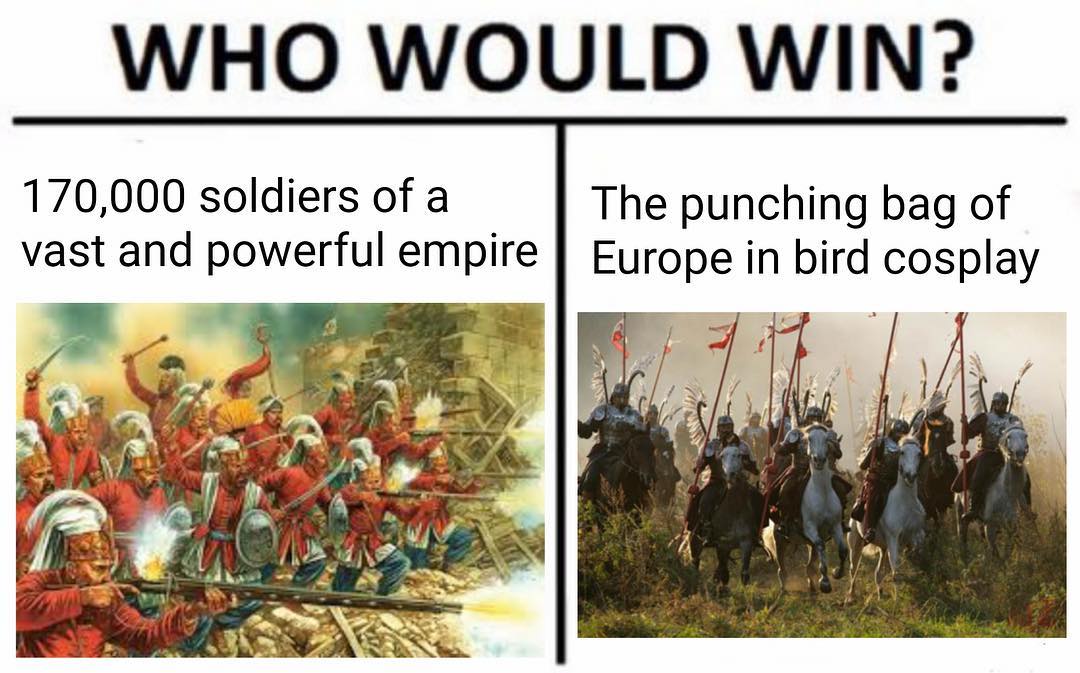 WHO WOULD WIN?
170,000 soldiers of a
vast and powerful empire
The punching bag of
Europe in bird cosplay